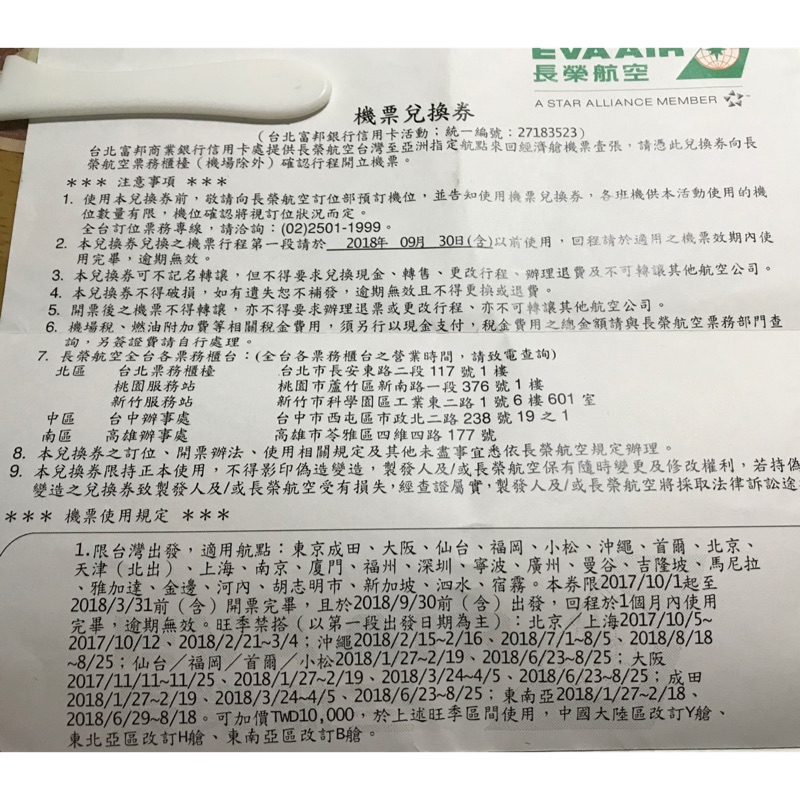 EVA AIR
長榮航空
A STAR ALLIANCE MEMBER
機票兌換券
(台北富邦銀行信用卡活動；統一編號：27183523)
台北富邦商業銀行信用卡處提供長榮航空台灣至亞洲指定航點來回經濟艙機票壹張，請憑此兌換券向長
榮航空票務櫃檯（機場除外）確認行程開立機票。
*** 注意事項 ***
1. 使用本兌換券前，敬請向長榮航空訂位部預訂機位，並告知使用機票兌換券，各班機供本活動使用的機
位數量有限，機位確認將視訂位狀況而定。
全台訂位票務專線，請洽詢：(02)2501-1999。
2. 本兌換券兌換之機票行程第一段請於 2018年 09月 30日(含)以前使用，回程請於適用之機票效期內使
用完畢，逾期無效。
3. 本兌換券可不記名轉讓，但不得要求兌換現金、轉售、更改行程、辦理退費及不可轉讓其他航空公司。
4. 本兌換券不得破損，如有遺失恕不補發，逾期無效且不得更換或退費。
5. 開票後之機票不得轉讓，亦不得要求辦理退票或更改行程、亦不可轉讓其他航空公司。
6. 機場稅、燃油附加費等相關稅金費用，須另行以現金支付，稅金費用之總金額請與長榮航空票務部門查
詢，另簽證費請自行處理。
7. 長榮航空全台各票務櫃台：(全台各票務櫃台之營業時間，請致電查詢)
北區 台北票務櫃檯 台北市長安東路二段 117 號 1 樓
桃園服務站 桃園市蘆竹區新南路一段 376 號 1 樓
新竹服務站 新竹市科學園區工業東二路 1 號 6 樓 601 室
中區 台中辦事處 台中市西屯區市政北二路 238 號 19 之 1
南區 高雄辦事處 高雄市苓雅區四維四路 177 號
8. 本兌換券之訂位、開票辦法、使用相關規定及其他未盡事宜悉依長榮航空規定辦理。
9. 本兌換券限持正本使用，不得影印偽造變造，製發人及/或長榮航空保有隨時變更及修改權利，若持偽
變造之兌換券致製發人及/或長榮航空受有損失，經查證屬實，製發人及/或長榮航空將採取法律訴訟途
*** 機票使用規定 ***
1.限台灣出發，適用航點：東京成田、大阪、仙台、福岡、小松、沖繩、首爾、北京、
天津（北出）、上海、南京、廈門、福州、深圳、寧波、廣州、曼谷、吉隆坡、馬尼拉
、雅加達、金邊、河內、胡志明市、新加坡、泗水、宿霧。本券限2017/10/1起至
2018/3/31前（含）開票完畢，且於2018/9/30前（含）出發，回程於1個月內使用
完畢，逾期無效。旺季禁搭（以第一段出發日期為主）：北京／上海2017/10/5~
2017/10/12、2018/2/21~3/4；沖繩2018/2/15~2/16、2018/7/1~8/5、2018/8/18
~8/25；仙台／福岡／首爾／小松2018/1/27~2/19、2018/6/23~8/25；大阪
2017/11/11~11/25、2018/1/27~2/19、2018/3/24~4/5、2018/6/23~8/25；成田
2018/1/27~2/19、2018/3/24~4/5、2018/6/23~8/25；東南亞2018/1/27~2/18、
2018/6/29~8/18。可加價TWD10,000，於上述旺季區間使用，中國大陸區改訂Y艙、
東北亞區改訂H艙、東南亞區改訂B艙。